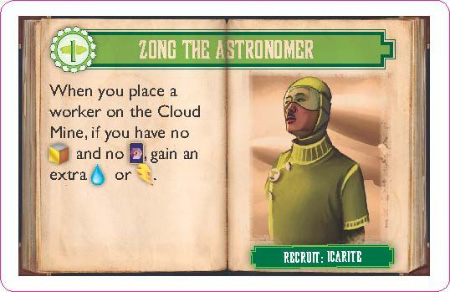 ZONG THE ASTRONOMER
When you place a
worker on the Cloud
Mine, if you have no
and no , gain an
extra or .
RECRUIT: ICARITE